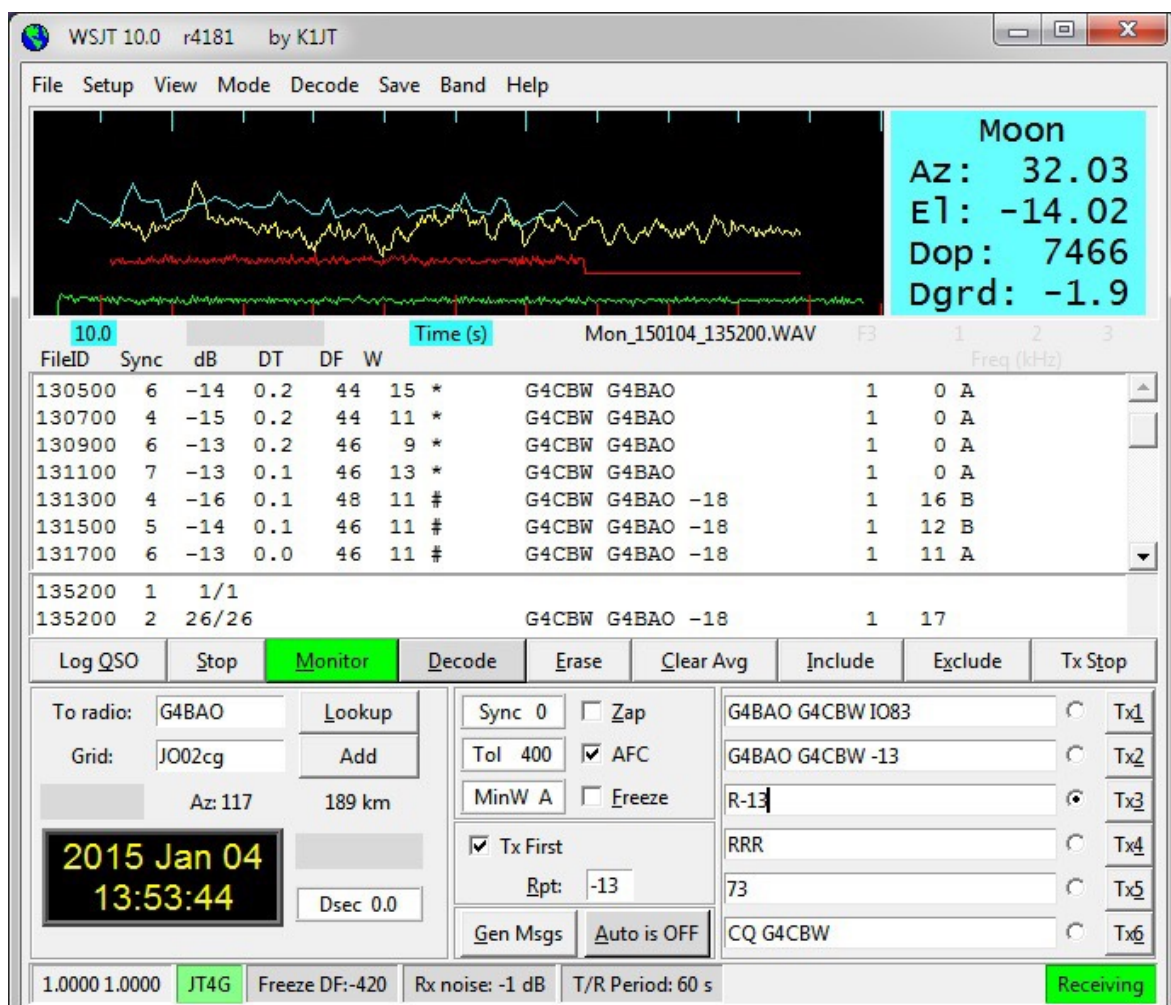 WSJT 10.0 r4181 by K1JT
File Setup View Mode Decode Save Band Help
Moon
Az: 32.03
El: -14.02
Dop: 7466
Dgrd: -1.9
10.0 Time (s) Mon_150104_135200.WAV F3 1 2 3
FileID Sync dB DT DF W Freq (kHz)
130500 6 -14 0.2 44 15 * G4CBW G4BAO 1 0 A
130700 4 -15 0.2 44 11 * G4CBW G4BAO 1 0 A
130900 6 -13 0.2 46 9 * G4CBW G4BAO 1 0 A
131100 7 -13 0.1 46 13 * G4CBW G4BAO 1 0 A
131300 4 -16 0.1 48 11 # G4CBW G4BAO -18 1 16 B
131500 5 -14 0.1 46 11 # G4CBW G4BAO -18 1 12 B
131700 6 -13 0.0 46 11 # G4CBW G4BAO -18 1 11 A
135200 1 1/1
135200 2 26/26 G4CBW G4BAO -18 1 17
Log QSO Stop Monitor Decode Erase Clear Avg Include Exclude Tx Stop
To radio: G4BAO Lookup Sync 0 Zap G4BAO G4CBW IO83 Tx1
Grid: JO02cg Add Tol 400 AFC G4BAO G4CBW -13 Tx2
Az: 117 189 km MinW A Freeze R-13 Tx3
2015 Jan 04 Tx First RRR Tx4
13:53:44 Dsec 0.0 Rpt: -13 73 Tx5
Gen Msgs Auto is OFF CQ G4CBW Tx6
1.0000 1.0000 JT4G Freeze DF:-420 Rx noise: -1 dB T/R Period: 60 s Receiving